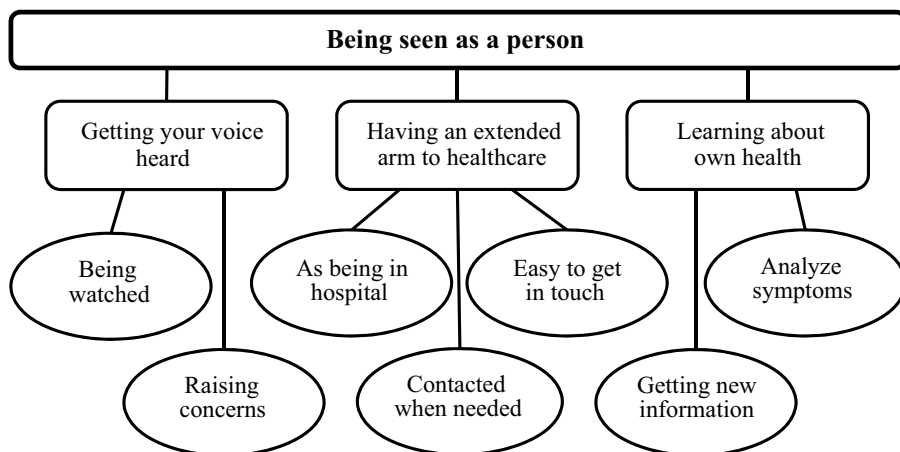 Being seen as a person
Getting your voice
heard
Having an extended
arm to healthcare
Learning about
own health
Being
watched
As being in
hospital
Easy to get
in touch
Analyze
symptoms
Raising
concerns
Contacted
when needed
Getting new
information